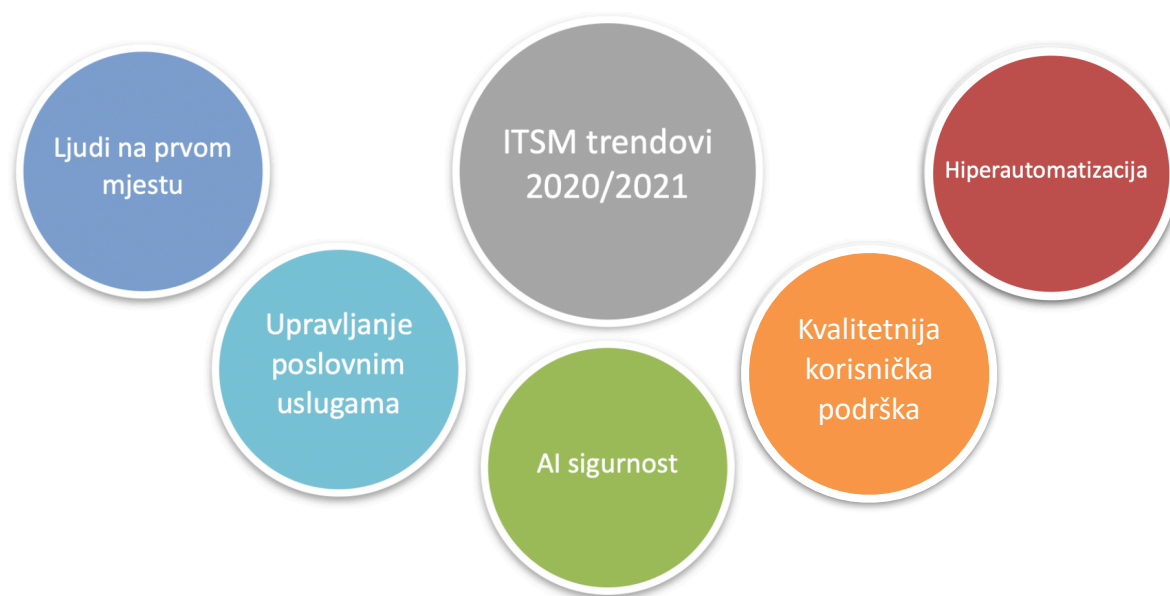 ITSM trendovi
2020/2021
Ljudi na prvom
mjestu
Upravljanje
poslovnim
uslugama
AI sigurnost
Kvalitetnija
korisnička
podrška
Hiperautomatizacija